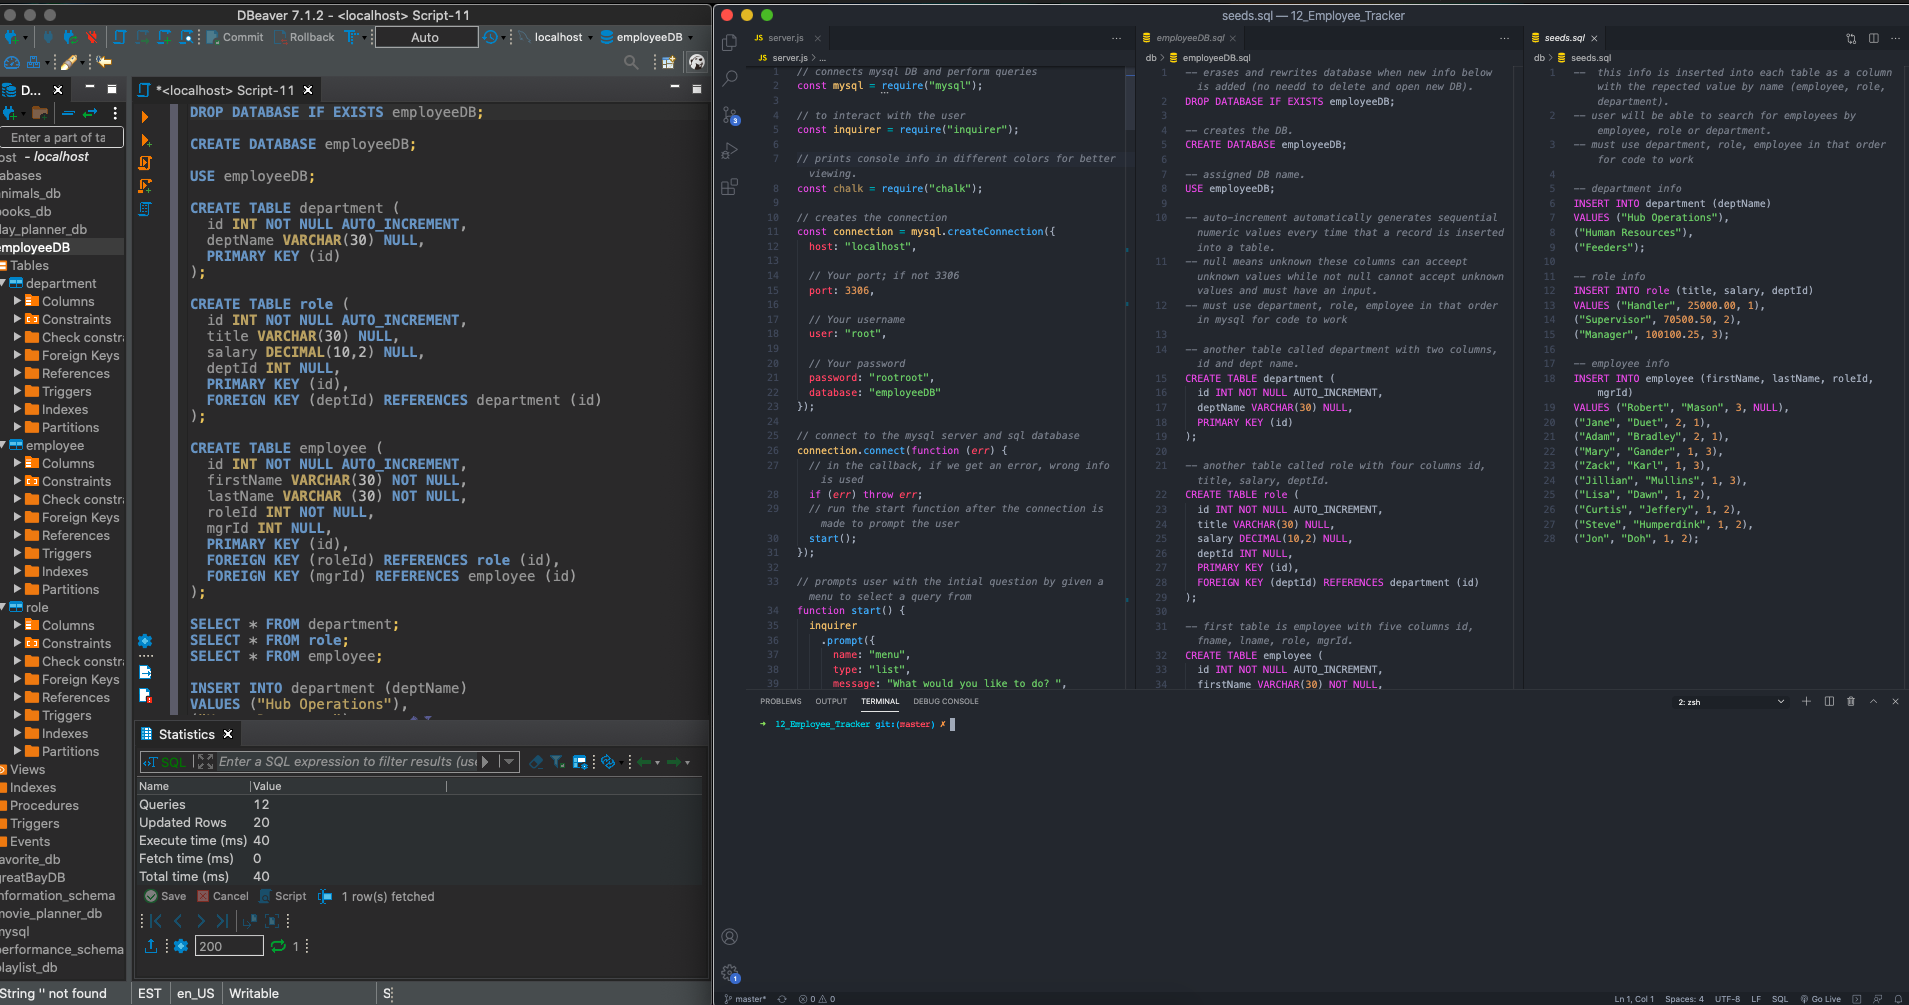 DBeaver 7.1.2 - <localhost> Script-11
Commit
Rollback
Auto
localhost
employeeDB
D...
*<localhost> Script-11
Enter a part of ta
ost - localhost
abases
nimals_db
ooks_db
ay_planner_db
mployeeDB
Tables
department
Columns
Constraints
Check constra
Foreign Keys
References
Triggers
Indexes
Partitions
employee
Columns
Constraints
Check constra
Foreign Keys
References
Triggers
Indexes
Partitions
role
Columns
Constraints
Check constra
Foreign Keys
References
Triggers
Indexes
Partitions
Views
Indexes
Procedures
Triggers
Events
avorite_db
greatBayDB
nformation_schema
movie_planner_db
mysql
performance_schema
playlist_db
DROP DATABASE IF EXISTS employeeDB;
CREATE DATABASE employeeDB;
USE employeeDB;
CREATE TABLE department (
id INT NOT NULL AUTO_INCREMENT,
deptName VARCHAR(30) NULL,
PRIMARY KEY (id)
);
CREATE TABLE role (
id INT NOT NULL AUTO_INCREMENT,
title VARCHAR(30) NULL,
salary DECIMAL(10,2) NULL,
deptId INT NULL,
PRIMARY KEY (id),
FOREIGN KEY (deptId) REFERENCES department (id)
);
CREATE TABLE employee (
id INT NOT NULL AUTO_INCREMENT,
firstName VARCHAR(30) NOT NULL,
lastName VARCHAR (30) NOT NULL,
roleId INT NOT NULL,
mgrId INT NULL,
PRIMARY KEY (id),
FOREIGN KEY (roleId) REFERENCES role (id),
FOREIGN KEY (mgrId) REFERENCES employee (id)
);
SELECT * FROM department;
SELECT * FROM role;
SELECT * FROM employee;
INSERT INTO department (deptName)
VALUES ("Hub Operations"),
Statistics
SQL
Enter a SQL expression to filter results (use
Name Value
Queries 12
Updated Rows 20
Execute time (ms) 40
Fetch time (ms) 0
Total time (ms) 40
Save Cancel Script 1 row(s) fetched
200
1
String '' not found EST en_US Writable S
seeds.sql — 12_Employee_Tracker
JS server.js
JS server.js > ...
1 // connects mysql DB and perform queries
2 const mysql = require("mysql");
3
4 // to interact with the user
5 const inquirer = require("inquirer");
6
7 // prints console info in different colors for better
viewing.
8 const chalk = require("chalk");
9
10 // creates the connection
11 const connection = mysql.createConnection({
12 host: "localhost",
13
14 // Your port; if not 3306
15 port: 3306,
16
17 // Your username
18 user: "root",
19
20 // Your password
21 password: "rootroot",
22 database: "employeeDB"
23 });
24
25 // connect to the mysql server and sql database
26 connection.connect(function (err) {
27 // in the callback, if we get an error, wrong info
is used
28 if (err) throw err;
29 // run the start function after the connection is
made to prompt the user
30 start();
31 });
32
33 // prompts user with the intial question by given a
menu to select a query from
34 function start() {
35 inquirer
36 .prompt({
37 name: "menu",
38 type: "list",
39 message: "What would you like to do? ",
employeeDB.sql
db > employeeDB.sql
1 -- erases and rewrites database when new info below
is added (no needd to delete and open new DB).
2 DROP DATABASE IF EXISTS employeeDB;
3
4 -- creates the DB.
5 CREATE DATABASE employeeDB;
6
7 -- assigned DB name.
8 USE employeeDB;
9
10 -- auto-increment automatically generates sequential
numeric values every time that a record is inserted
into a table.
11 -- null means unknown these columns can acceept
unknown values while not null cannot accept unknown
values and must have an input.
12 -- must use department, role, employee in that order
in mysql for code to work
13
14 -- another table called department with two columns,
id and dept name.
15 CREATE TABLE department (
16 id INT NOT NULL AUTO_INCREMENT,
17 deptName VARCHAR(30) NULL,
18 PRIMARY KEY (id)
19 );
20
21 -- another table called role with four columns id,
title, salary, deptId.
22 CREATE TABLE role (
23 id INT NOT NULL AUTO_INCREMENT,
24 title VARCHAR(30) NULL,
25 salary DECIMAL(10,2) NULL,
26 deptId INT NULL,
27 PRIMARY KEY (id),
28 FOREIGN KEY (deptId) REFERENCES department (id)
29 );
30
31 -- first table is employee with five columns id,
fname, lname, role, mgrId.
32 CREATE TABLE employee (
33 id INT NOT NULL AUTO_INCREMENT,
34 firstName VARCHAR(30) NOT NULL,
seeds.sql
db > seeds.sql
1 -- this info is inserted into each table as a column
with the repected value by name (employee, role,
department).
2 -- user will be able to search for employees by
employee, role or department.
3 -- must use department, role, employee in that order
for code to work
4
5 -- department info
6 INSERT INTO department (deptName)
7 VALUES ("Hub Operations"),
8 ("Human Resources"),
9 ("Feeders");
10
11 -- role info
12 INSERT INTO role (title, salary, deptId)
13 VALUES ("Handler", 25000.00, 1),
14 ("Supervisor", 70500.50, 2),
15 ("Manager", 100100.25, 3);
16
17 -- employee info
18 INSERT INTO employee (firstName, lastName, roleId,
mgrId)
19 VALUES ("Robert", "Mason", 3, NULL),
20 ("Jane", "Duet", 2, 1),
21 ("Adam", "Bradley", 2, 1),
22 ("Mary", "Gander", 1, 3),
23 ("Zack", "Karl", 1, 3),
24 ("Jillian", "Mullins", 1, 3),
25 ("Lisa", "Dawn", 1, 2),
26 ("Curtis", "Jeffery", 1, 2),
27 ("Steve", "Humperdink", 1, 2),
28 ("Jon", "Doh", 1, 2);
PROBLEMS OUTPUT TERMINAL DEBUG CONSOLE
2: zsh
→ 12_Employee_Tracker git:(master) ✗
3
1
master* 0 0
Ln 1, Col 1 Spaces: 4 UTF-8 LF SQL Go Live